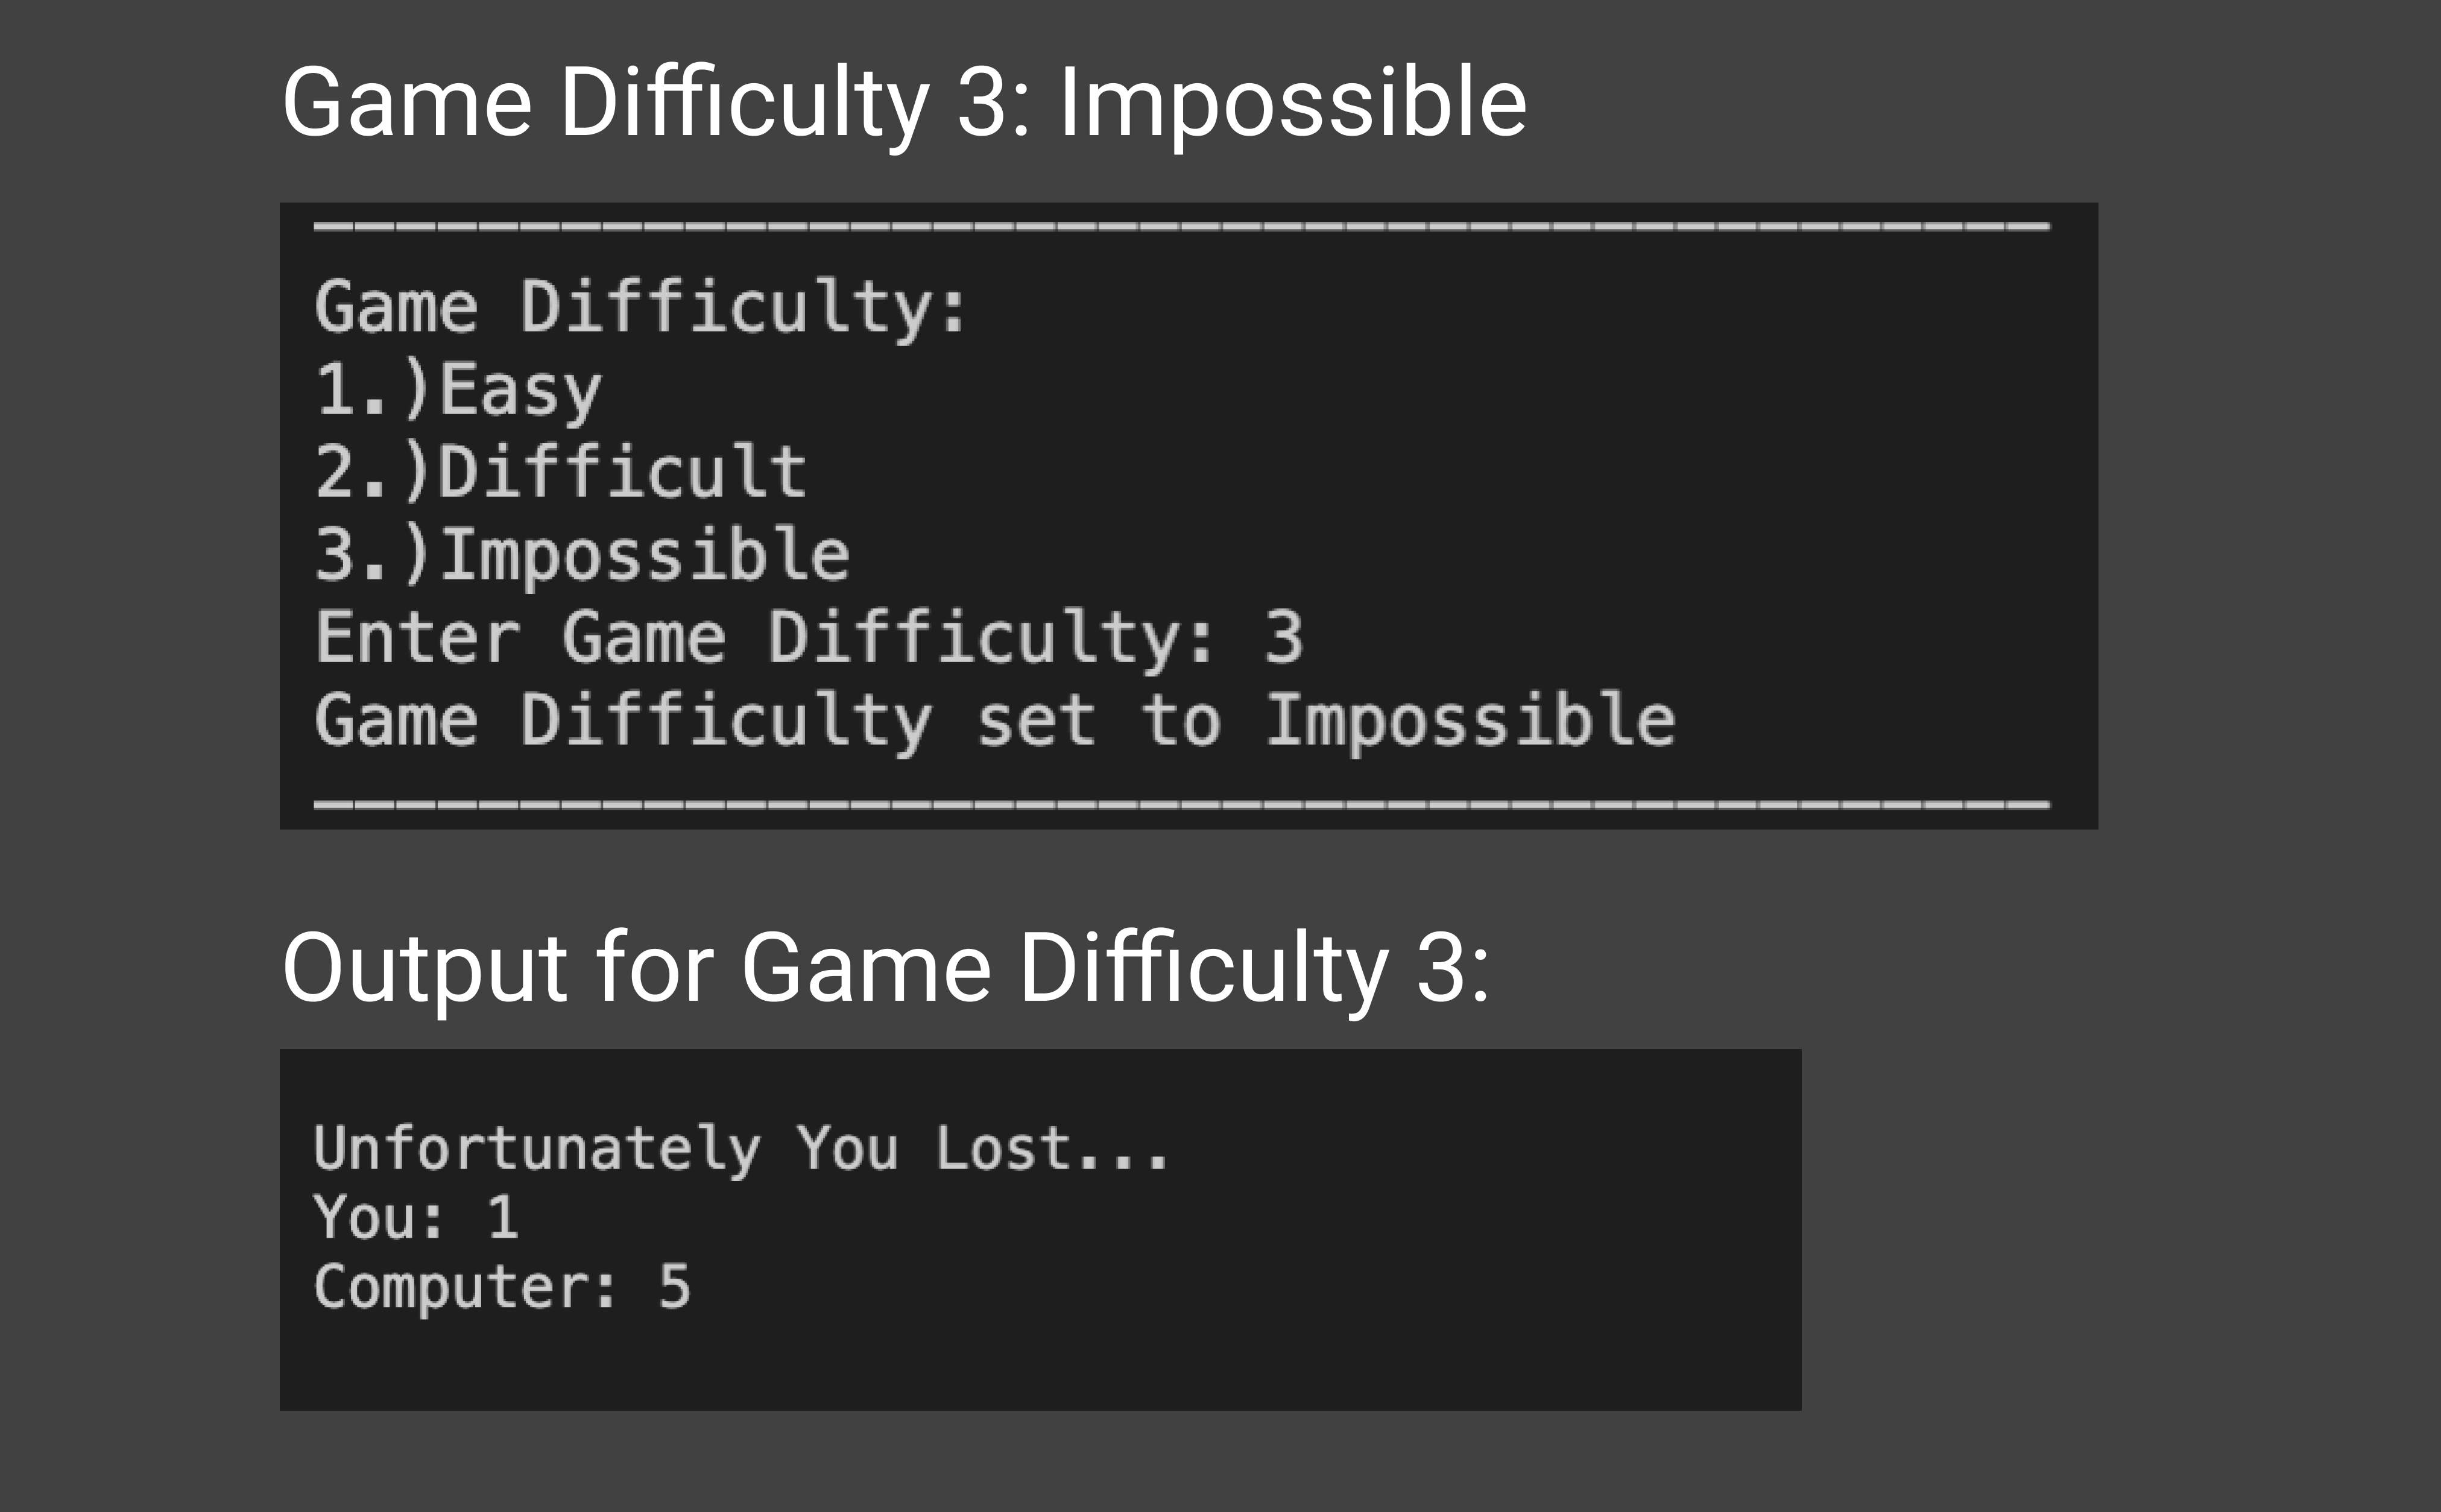 Game Difficulty 3: Impossible
Game Difficulty:
1.)Easy
2.)Difficult
3.)Impossible
Enter Game Difficulty: 3
Game Difficulty set to Impossible
Output for Game Difficulty 3:
Unfortunately You Lost...
You: 1
Computer: 5